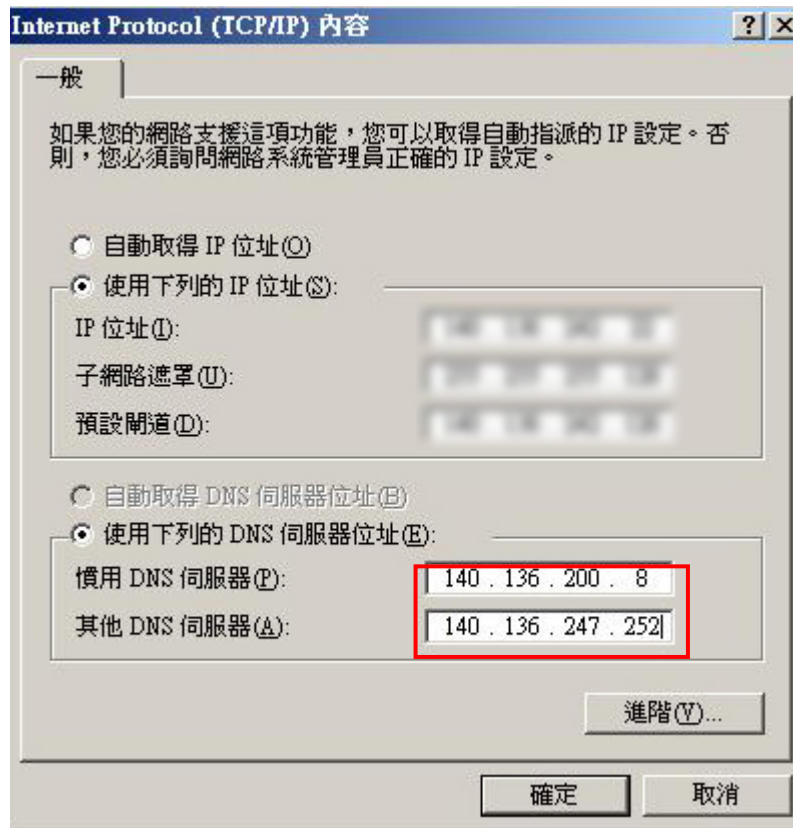 Internet Protocol (TCP/IP) 內容
一般
如果您的網路支援這項功能，您可以取得自動指派的 IP 設定。否
則，您必須詢問網路系統管理員正確的 IP 設定。
自動取得 IP 位址(O)
使用下列的 IP 位址(S):
IP 位址(I):
子網路遮罩(U):
預設閘道(D):
自動取得 DNS 伺服器位址(B)
使用下列的 DNS 伺服器位址(E):
慣用 DNS 伺服器(P): 140 . 136 . 200 . 8
其他 DNS 伺服器(A): 140 . 136 . 247 . 252
進階(V)...
確定 取消